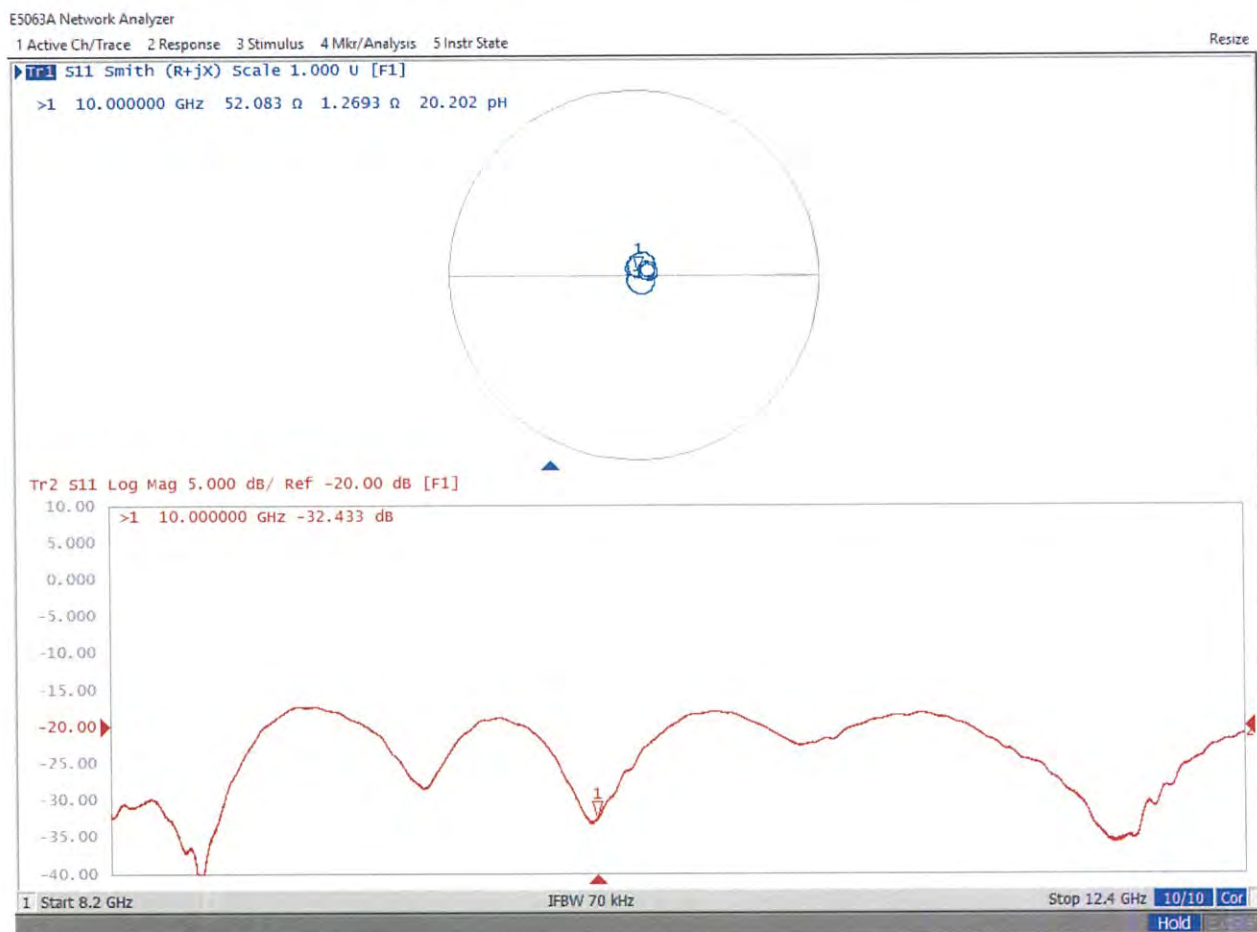 E5063A Network Analyzer
1 Active Ch/Trace 2 Response 3 Stimulus 4 Mkr/Analysis 5 Instr State
Resize
Tr1 S11 Smith (R+jX) Scale 1.000 U [F1]
>1 10.000000 GHz 52.083 Ω 1.2693 Ω 20.202 pH
1
Tr2 S11 Log Mag 5.000 dB/ Ref -20.00 dB [F1]
10.00
>1 10.000000 GHz -32.433 dB
5.000
0.000
-5.000
-10.00
-15.00
-20.00
-25.00
-30.00
1
-35.00
-40.00
1 Start 8.2 GHz
IFBW 70 kHz
Stop 12.4 GHz 10/10 Cor
Hold